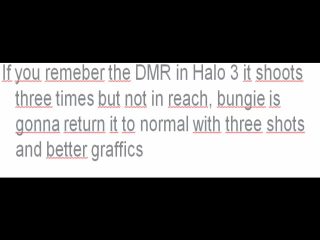 If you remeber the DMR in Halo 3 it shoots
three times but not in reach, bungie is
gonna return it to normal with three shots
and better graffics